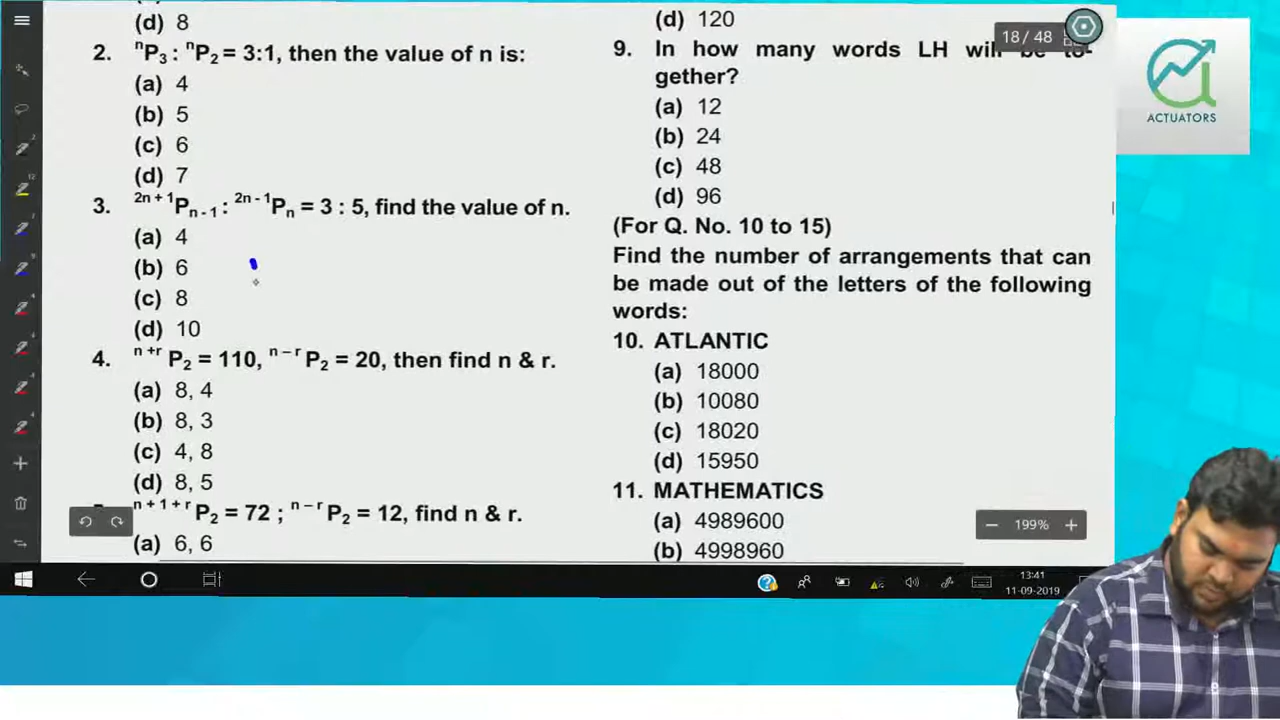 (d) 8
2. ⁿP₃ : ⁿP₂ = 3:1, then the value of n is:
(a) 4
(b) 5
(c) 6
(d) 7
3. ²ⁿ⁺¹Pₙ₋₁ : ²ⁿ⁻¹Pₙ = 3 : 5, find the value of n.
(a) 4
(b) 6
(c) 8
(d) 10
4. ⁿ⁺ʳP₂ = 110, ⁿ⁻ʳP₂ = 20, then find n & r.
(a) 8, 4
(b) 8, 3
(c) 4, 8
(d) 8, 5
ⁿ⁺¹⁺ʳP₂ = 72 ; ⁿ⁻ʳP₂ = 12, find n & r.
(a) 6, 6
(d) 120
9. In how many words LH will be to-
gether?
(a) 12
(b) 24
(c) 48
(d) 96
(For Q. No. 10 to 15)
Find the number of arrangements that can
be made out of the letters of the following
words:
10. ATLANTIC
(a) 18000
(b) 10080
(c) 18020
(d) 15950
11. MATHEMATICS
(a) 4989600
(b) 4998960
18 / 48
ACTUATORS
199%
13:41
11-09-2019